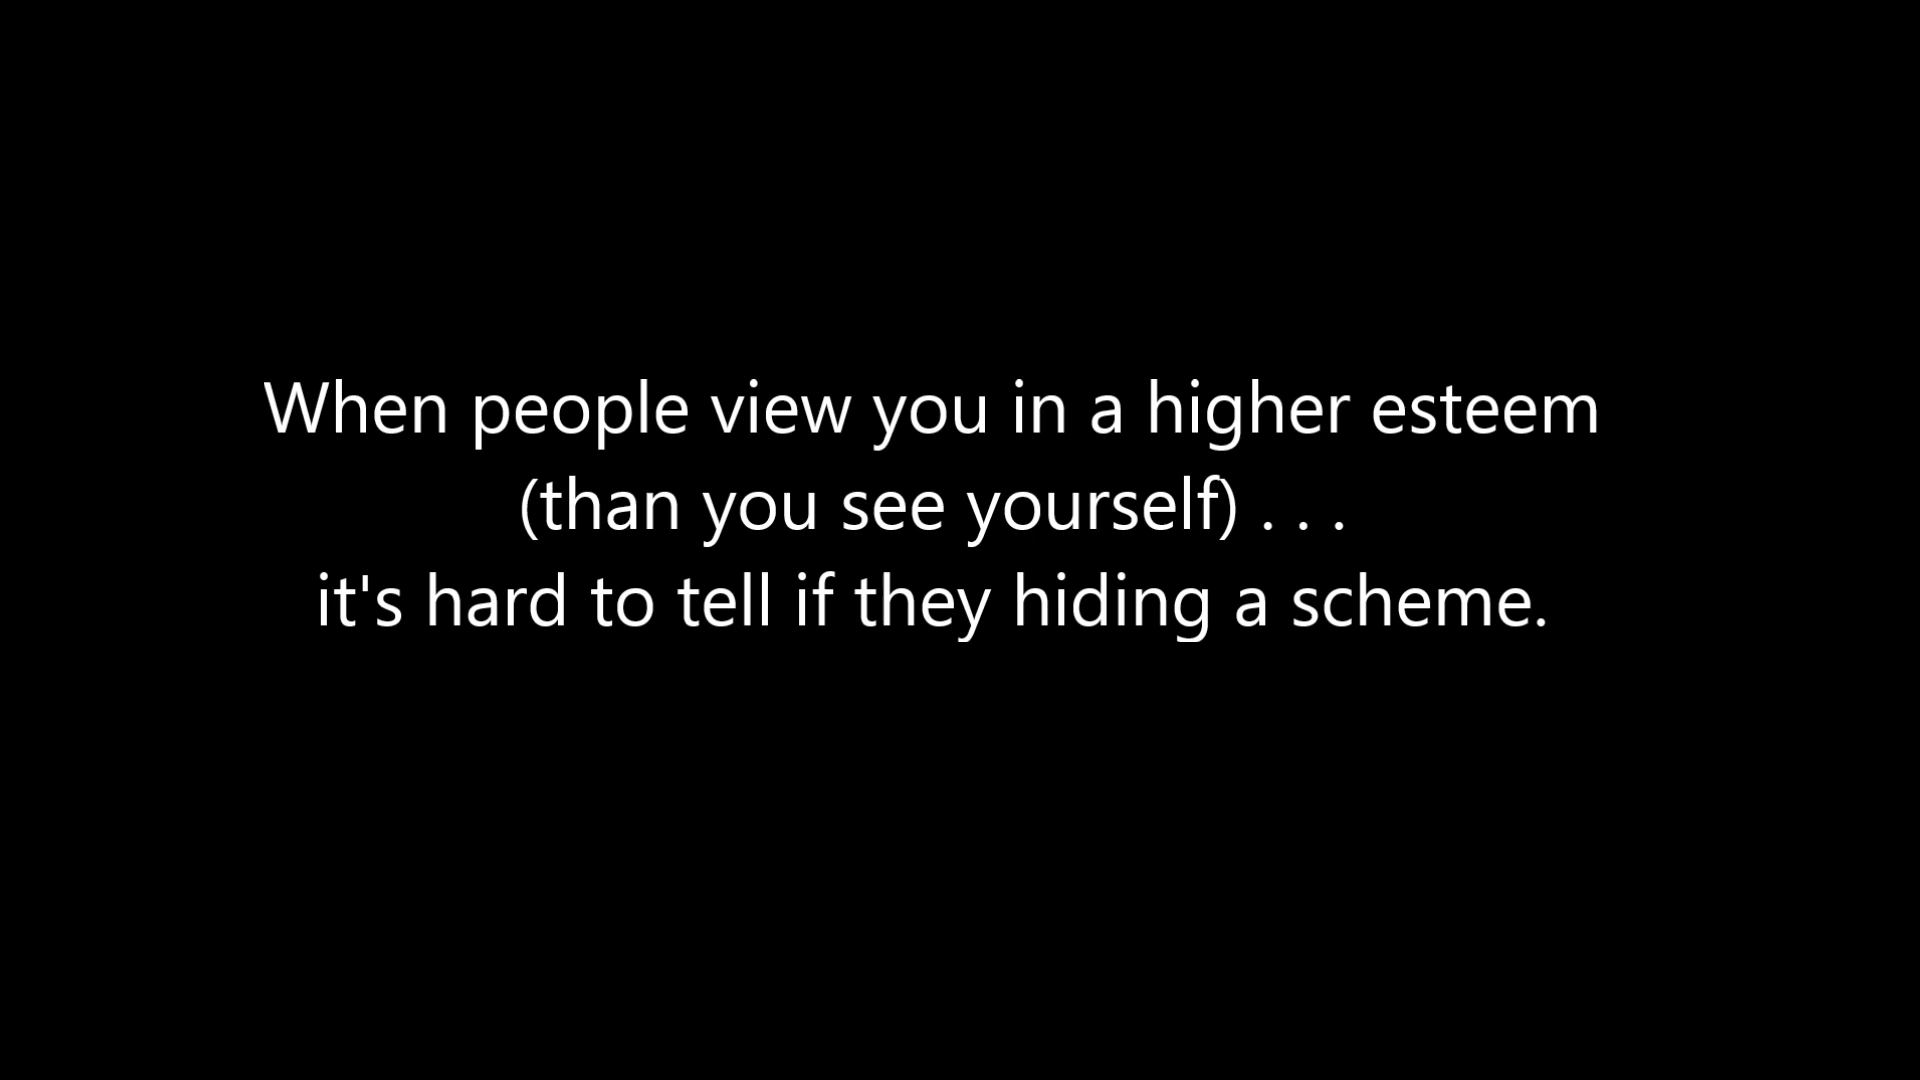 When people view you in a higher esteem
(than you see yourself) . . .
it's hard to tell if they hiding a scheme.